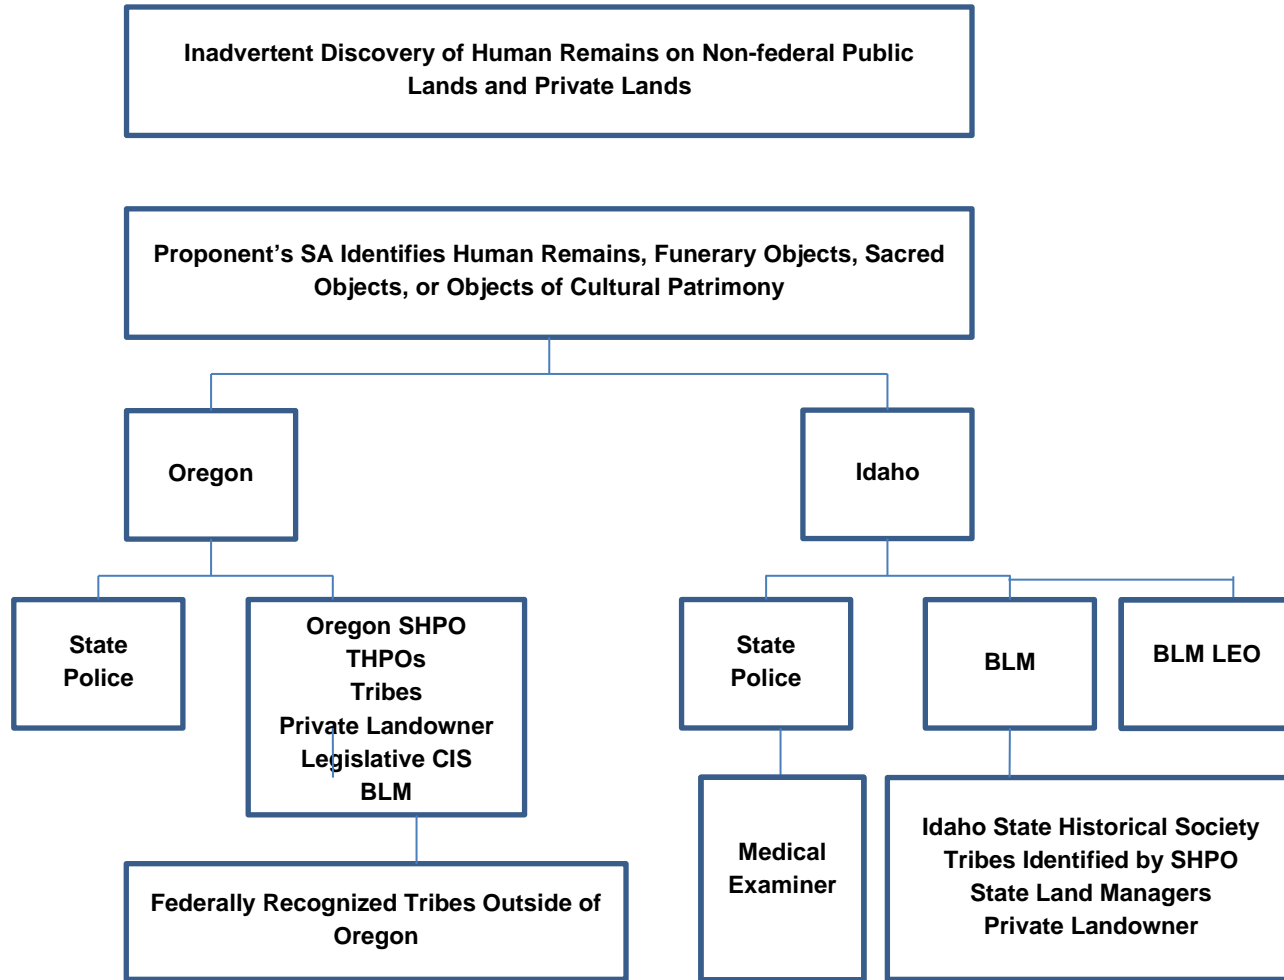 Inadvertent Discovery of Human Remains on Non-federal Public
Lands and Private Lands
Proponent’s SA Identifies Human Remains, Funerary Objects, Sacred
Objects, or Objects of Cultural Patrimony
Oregon
Idaho
State
Police
Oregon SHPO
THPOs
Tribes
Private Landowner
Legislative CIS
BLM
State
Police
BLM
BLM LEO
Federally Recognized Tribes Outside of
Oregon
Medical
Examiner
Idaho State Historical Society
Tribes Identified by SHPO
State Land Managers
Private Landowner